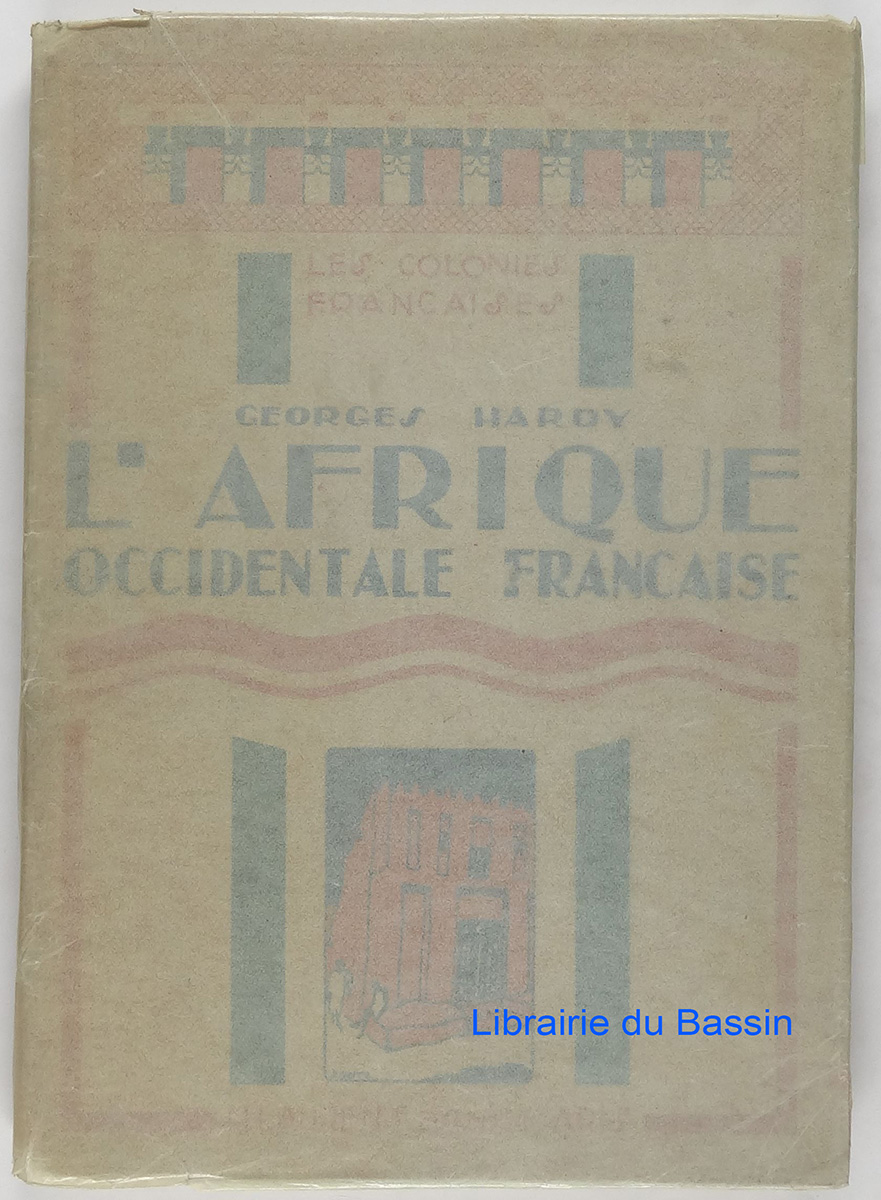 LES COLONIES
FRANCAISES
GEORGES HARDY
L'AFRIQUE
OCCIDENTALE FRANCAISE
Librairie du Bassin